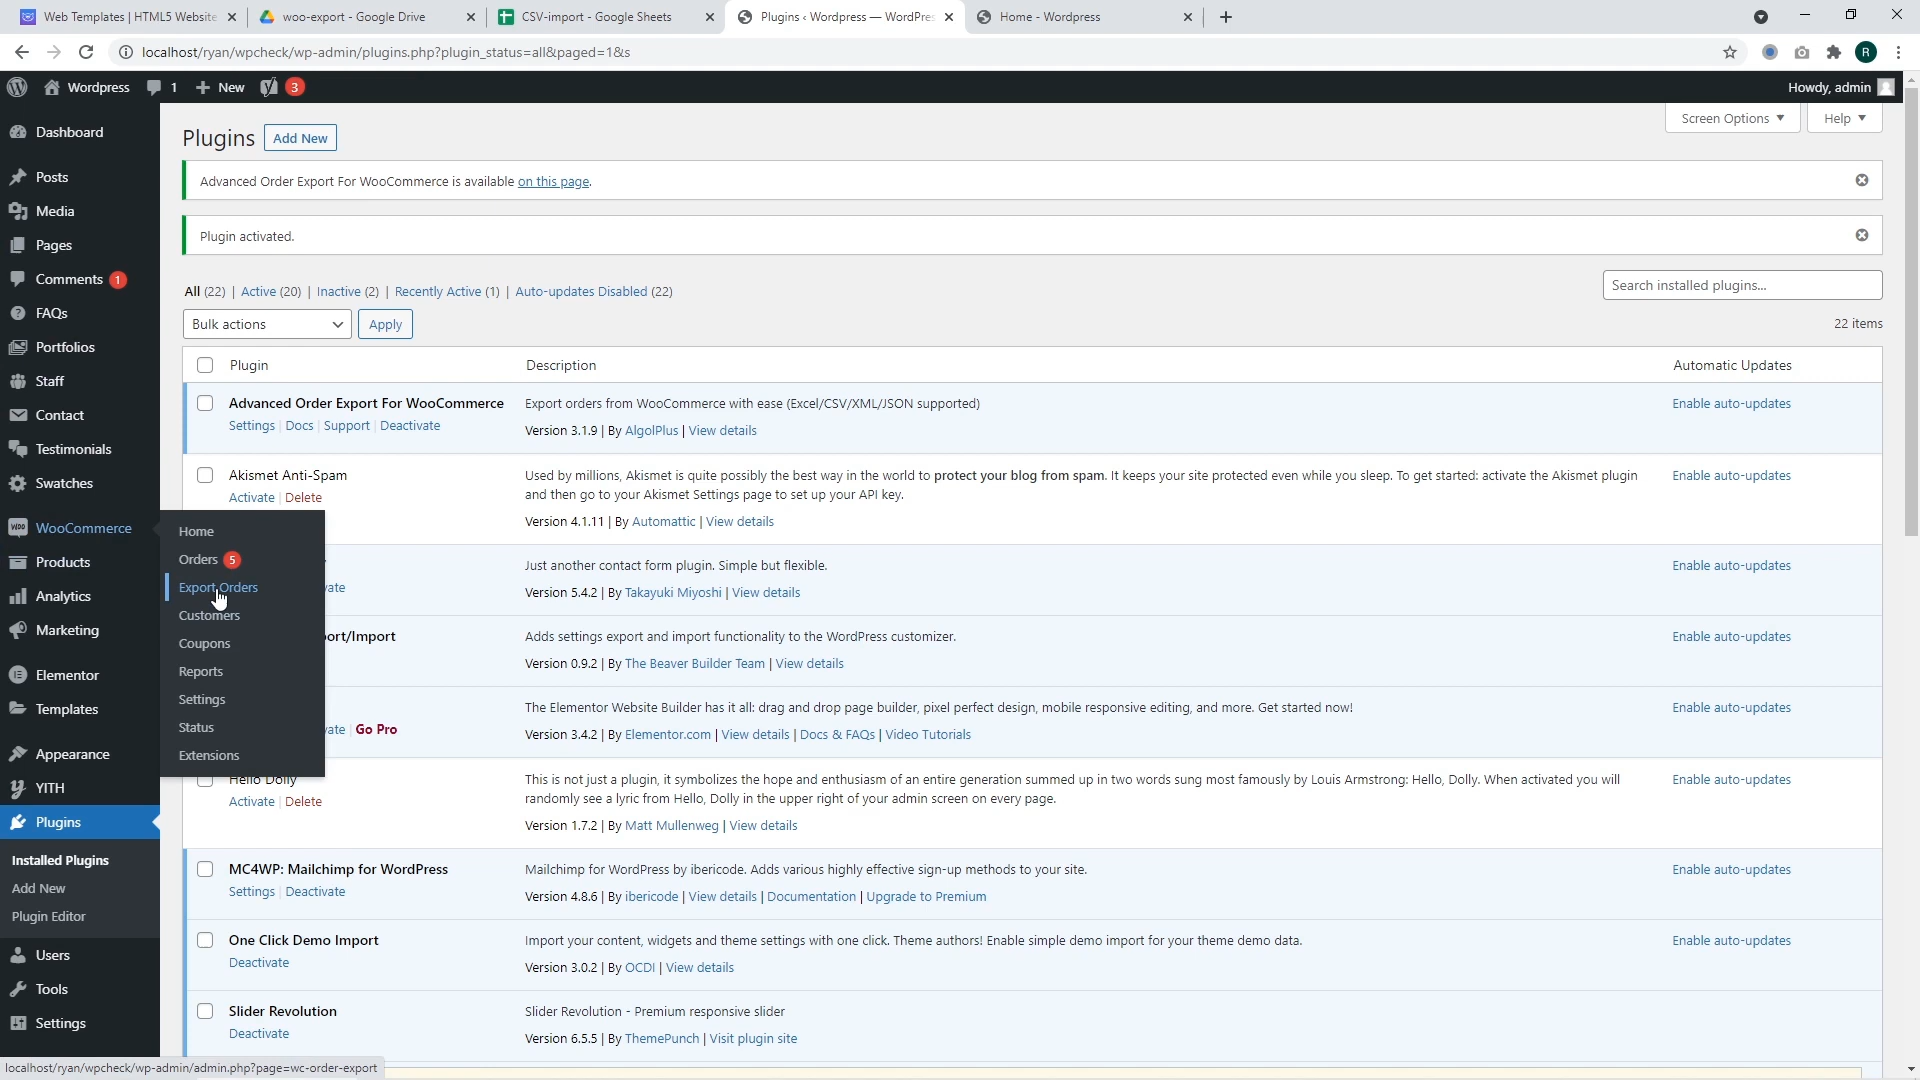 Web Templates | HTML5 Website
woo-export - Google Drive
CSV-import - Google Sheets
Plugins ‹ Wordpress — WordPres
Home - Wordpress
localhost/ryan/wpcheck/wp-admin/plugins.php?plugin_status=all&paged=1&s
R
Wordpress
1
New
3
Howdy, admin
Dashboard
Posts
Media
Pages
Comments 1
FAQs
Portfolios
Staff
Contact
Testimonials
Swatches
WooCommerce
Products
Analytics
Marketing
Elementor
Templates
Appearance
YITH
Plugins
Installed Plugins
Add New
Plugin Editor
Users
Tools
Settings
Home
Orders 5
Export Orders
Customers
Coupons
Reports
Settings
Status
Extensions
Screen Options
Help
Plugins
Add New
Advanced Order Export For WooCommerce is available on this page.
Plugin activated.
All (22) | Active (20) | Inactive (2) | Recently Active (1) | Auto-updates Disabled (22)
Search installed plugins...
Bulk actions
Apply
22 items
Plugin
Description
Automatic Updates
Advanced Order Export For WooCommerce
Settings | Docs | Support | Deactivate
Export orders from WooCommerce with ease (Excel/CSV/XML/JSON supported)
Version 3.1.9 | By AlgolPlus | View details
Enable auto-updates
Akismet Anti-Spam
Activate | Delete
Used by millions, Akismet is quite possibly the best way in the world to protect your blog from spam. It keeps your site protected even while you sleep. To get started: activate the Akismet plugin
and then go to your Akismet Settings page to set up your API key.
Version 4.1.11 | By Automattic | View details
Enable auto-updates
vate
Just another contact form plugin. Simple but flexible.
Version 5.4.2 | By Takayuki Miyoshi | View details
Enable auto-updates
ort/Import
Adds settings export and import functionality to the WordPress customizer.
Version 0.9.2 | By The Beaver Builder Team | View details
Enable auto-updates
vate | Go Pro
The Elementor Website Builder has it all: drag and drop page builder, pixel perfect design, mobile responsive editing, and more. Get started now!
Version 3.4.2 | By Elementor.com | View details | Docs & FAQs | Video Tutorials
Enable auto-updates
Hello Dolly
Activate | Delete
This is not just a plugin, it symbolizes the hope and enthusiasm of an entire generation summed up in two words sung most famously by Louis Armstrong: Hello, Dolly. When activated you will
randomly see a lyric from Hello, Dolly in the upper right of your admin screen on every page.
Version 1.7.2 | By Matt Mullenweg | View details
Enable auto-updates
MC4WP: Mailchimp for WordPress
Settings | Deactivate
Mailchimp for WordPress by ibericode. Adds various highly effective sign-up methods to your site.
Version 4.8.6 | By ibericode | View details | Documentation | Upgrade to Premium
Enable auto-updates
One Click Demo Import
Deactivate
Import your content, widgets and theme settings with one click. Theme authors! Enable simple demo import for your theme demo data.
Version 3.0.2 | By OCDI | View details
Enable auto-updates
Slider Revolution
Deactivate
Slider Revolution - Premium responsive slider
Version 6.5.5 | By ThemePunch | Visit plugin site
localhost/ryan/wpcheck/wp-admin/admin.php?page=wc-order-export